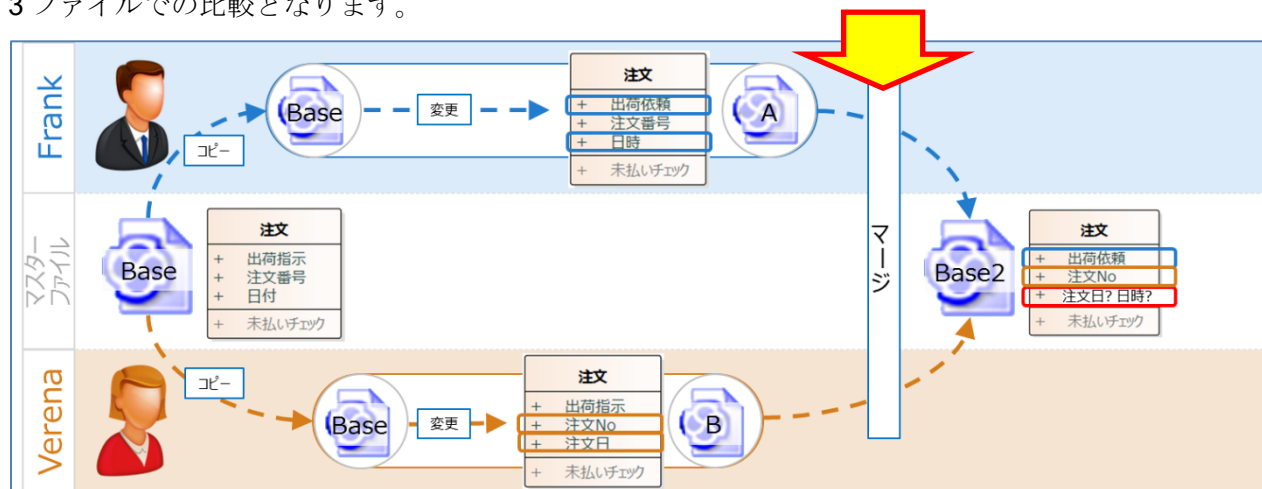 3 ファイルでの比較となります。
Frank
Base
変更
注文
+ 出荷依頼
+ 注文番号
+ 日時
+ 未払いチェック
A
コピー
マスター
ファイル
Base
注文
+ 出荷指示
+ 注文番号
+ 日付
+ 未払いチェック
マージ
Base2
注文
+ 出荷依頼
+ 注文No
+ 注文日? 日時?
+ 未払いチェック
Verena
コピー
Base
変更
注文
+ 出荷指示
+ 注文No
+ 注文日
+ 未払いチェック
B